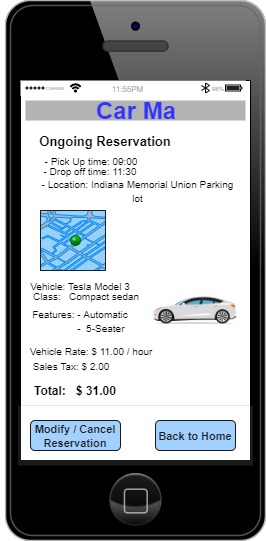 11:55PM
98%
Car Ma
Ongoing Reservation
- Pick Up time: 09:00
- Drop off time: 11:30
- Location: Indiana Memorial Union Parking
lot
Vehicle: Tesla Model 3
Class: Compact sedan
Features: - Automatic
- 5-Seater
Vehicle Rate: $ 11.00 / hour
Sales Tax: $ 2.00
Total: $ 31.00
Modify / Cancel
Reservation
Back to Home